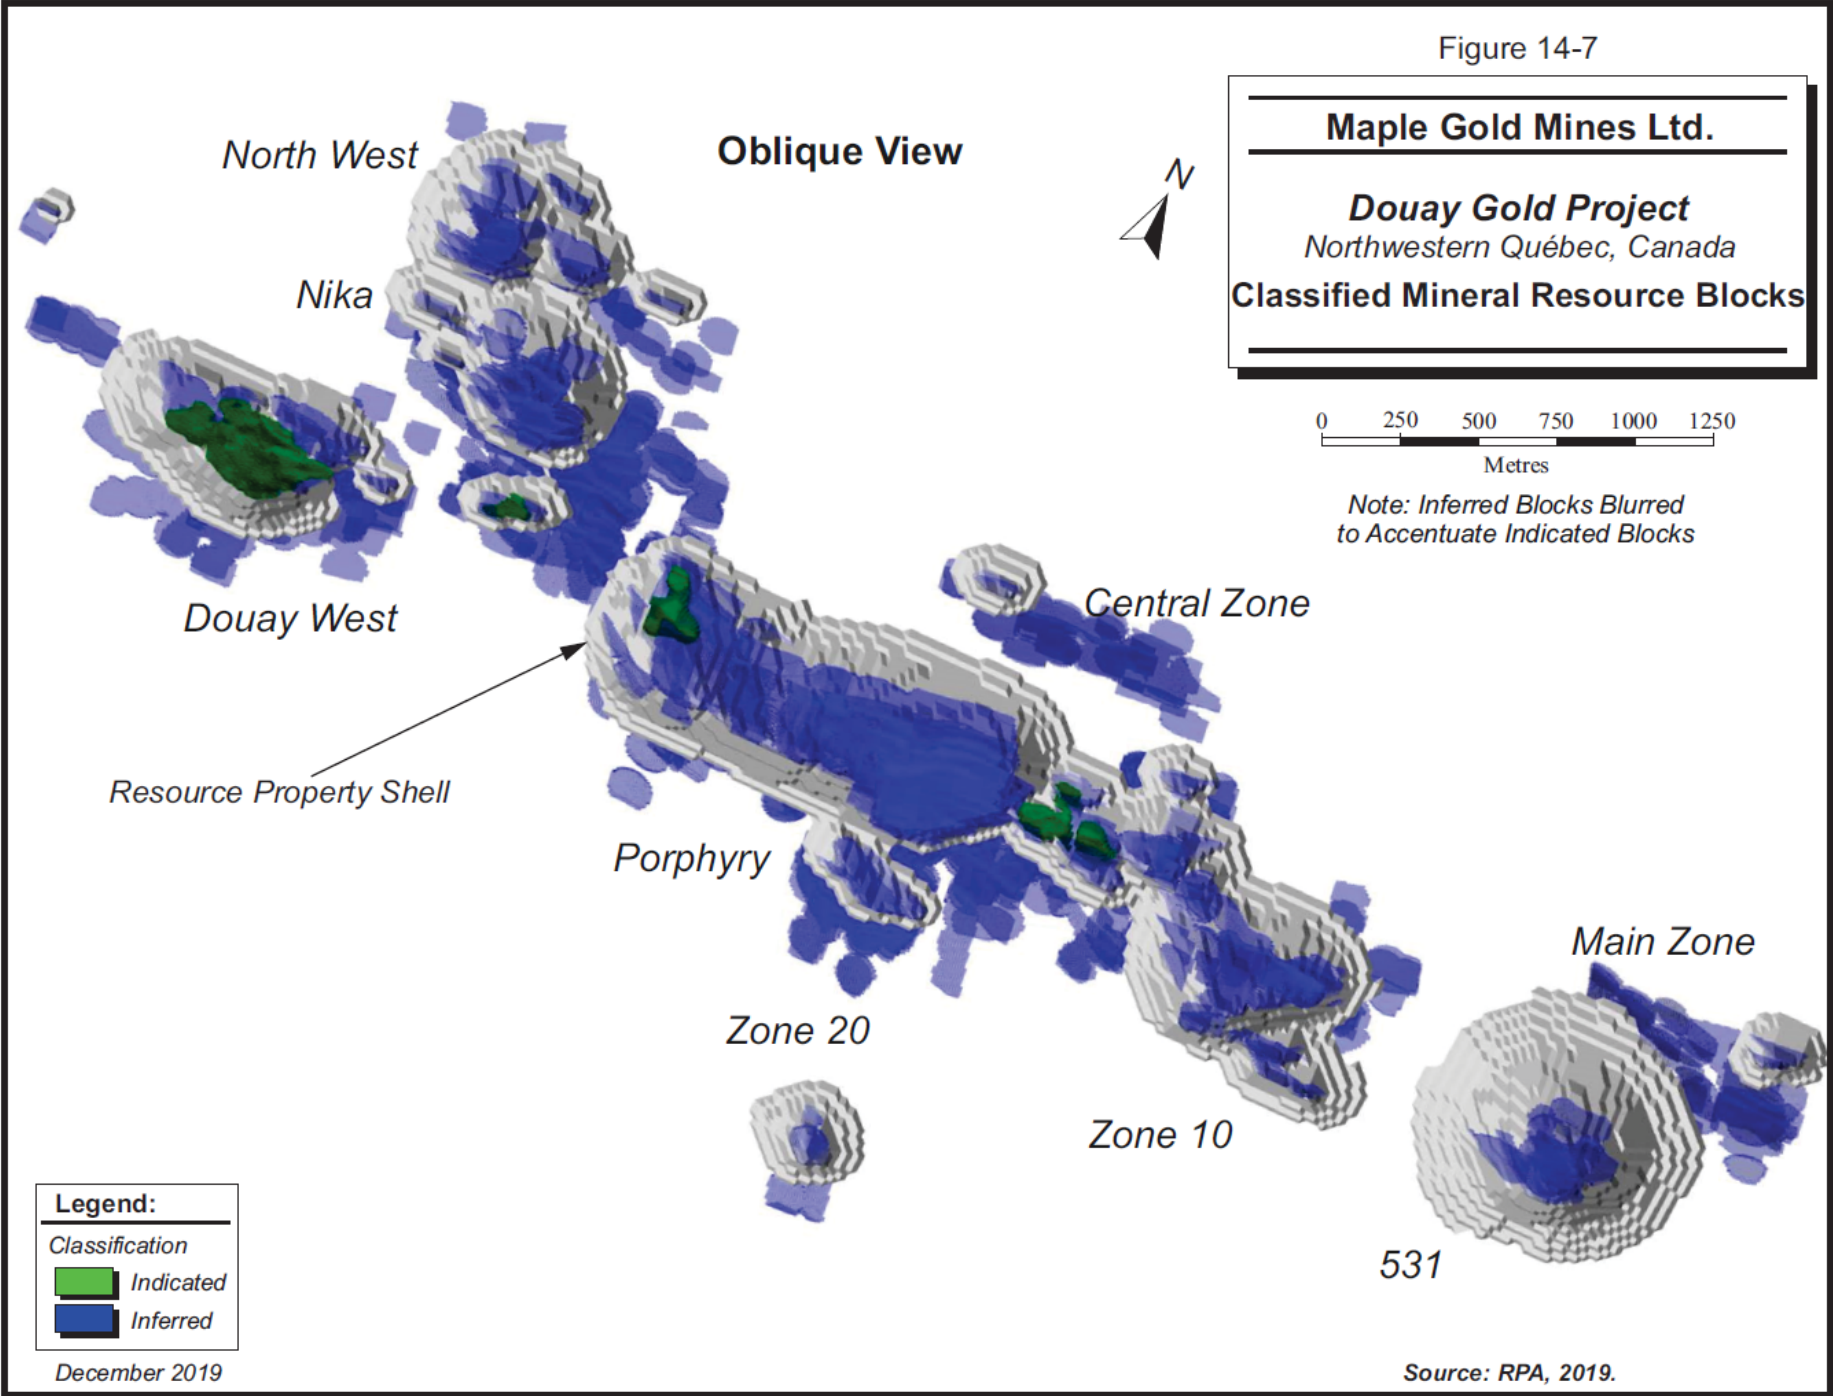 Figure 14-7
Maple Gold Mines Ltd.
Douay Gold Project
Northwestern Québec, Canada
Classified Mineral Resource Blocks
Oblique View
N
0 250 500 750 1000 1250
Metres
Note: Inferred Blocks Blurred
to Accentuate Indicated Blocks
North West
Nika
Douay West
Central Zone
Resource Property Shell
Porphyry
Main Zone
Zone 20
Zone 10
531
Legend:
Classification
Indicated
Inferred
December 2019
Source: RPA, 2019.